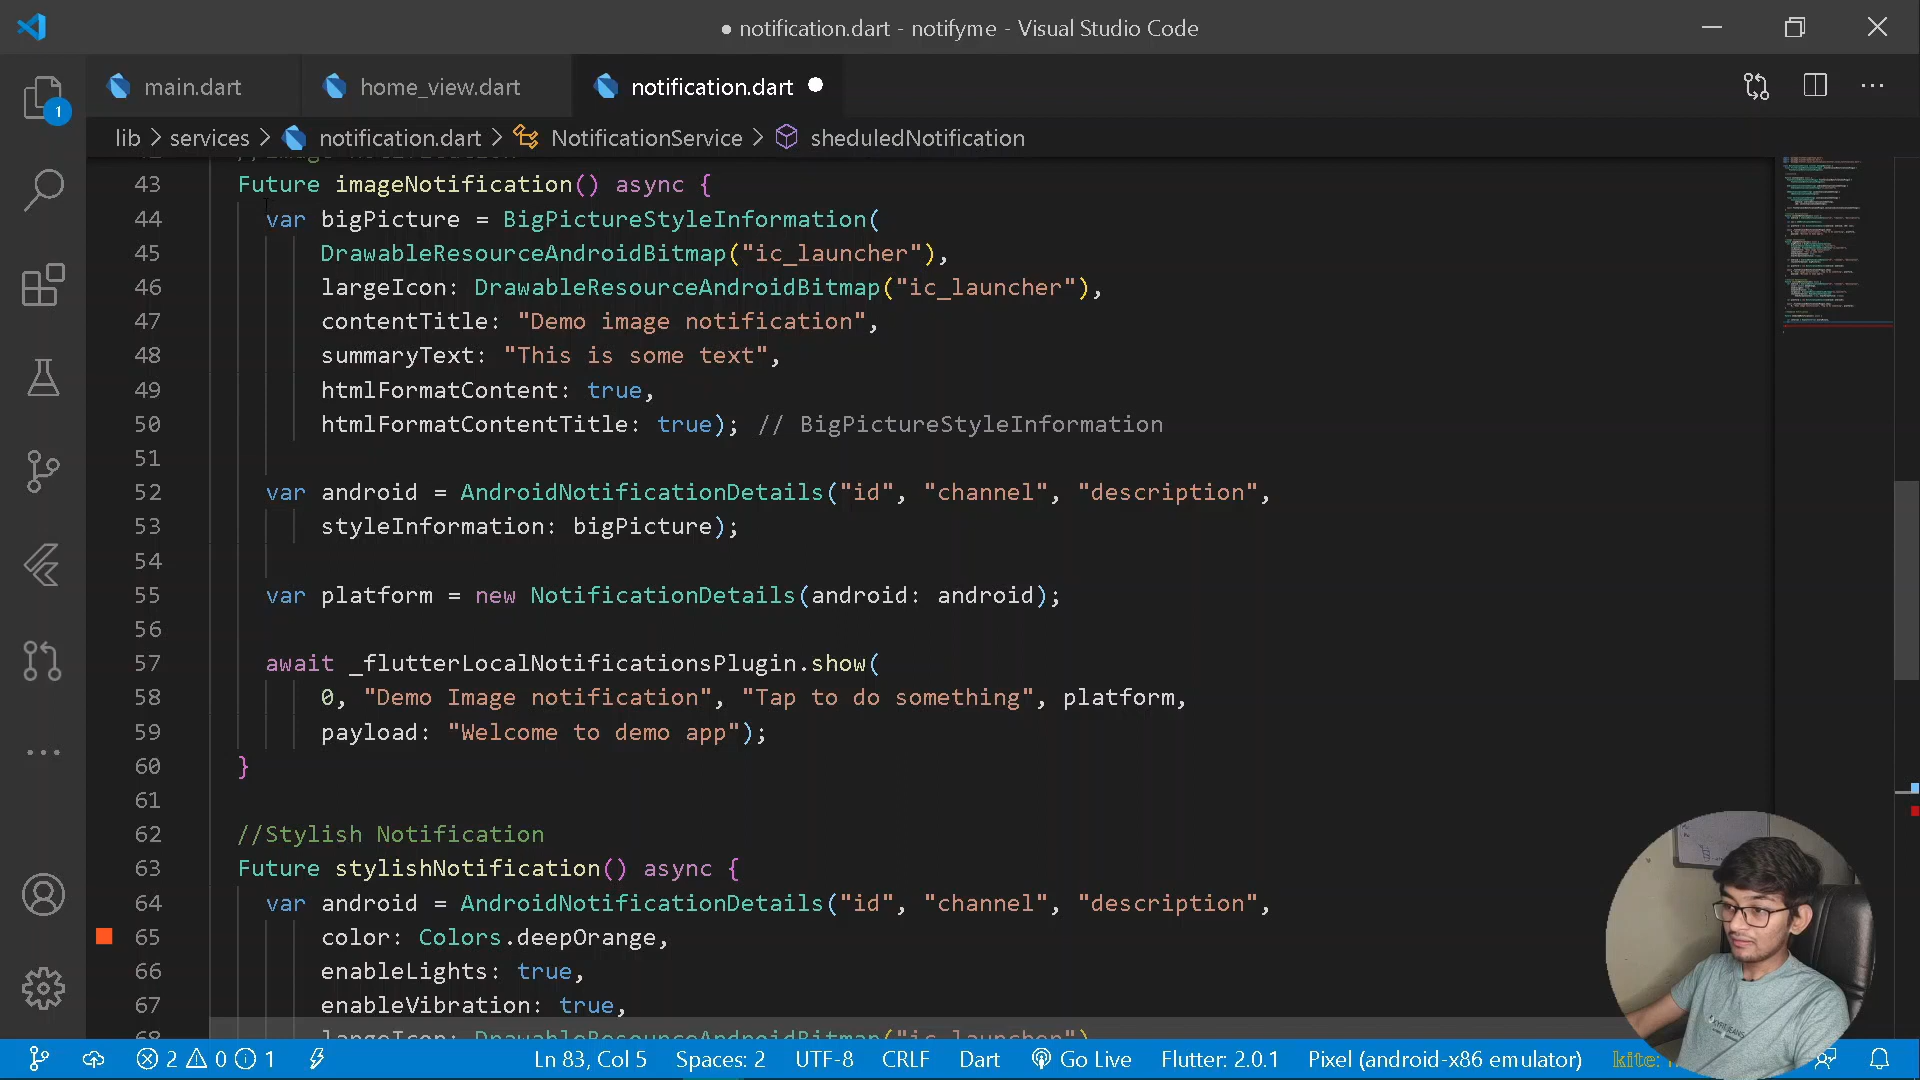 ● notification.dart - notifyme - Visual Studio Code
main.dart
home_view.dart
notification.dart ●
1
lib > services > notification.dart > NotificationService > sheduledNotification
43 Future imageNotification() async {
44 var bigPicture = BigPictureStyleInformation(
45 DrawableResourceAndroidBitmap("ic_launcher"),
46 largeIcon: DrawableResourceAndroidBitmap("ic_launcher"),
47 contentTitle: "Demo image notification",
48 summaryText: "This is some text",
49 htmlFormatContent: true,
50 htmlFormatContentTitle: true); // BigPictureStyleInformation
51
52 var android = AndroidNotificationDetails("id", "channel", "description",
53 styleInformation: bigPicture);
54
55 var platform = new NotificationDetails(android: android);
56
57 await _flutterLocalNotificationsPlugin.show(
58 0, "Demo Image notification", "Tap to do something", platform,
59 payload: "Welcome to demo app");
60 }
61
62 //Stylish Notification
63 Future stylishNotification() async {
64 var android = AndroidNotificationDetails("id", "channel", "description",
65 color: Colors.deepOrange,
66 enableLights: true,
67 enableVibration: true,
68 largeIcon: DrawableResourceAndroidBitmap("ic_launcher")
2 0 1 Ln 83, Col 5 Spaces: 2 UTF-8 CRLF Dart Go Live Flutter: 2.0.1 Pixel (android-x86 emulator) kite: